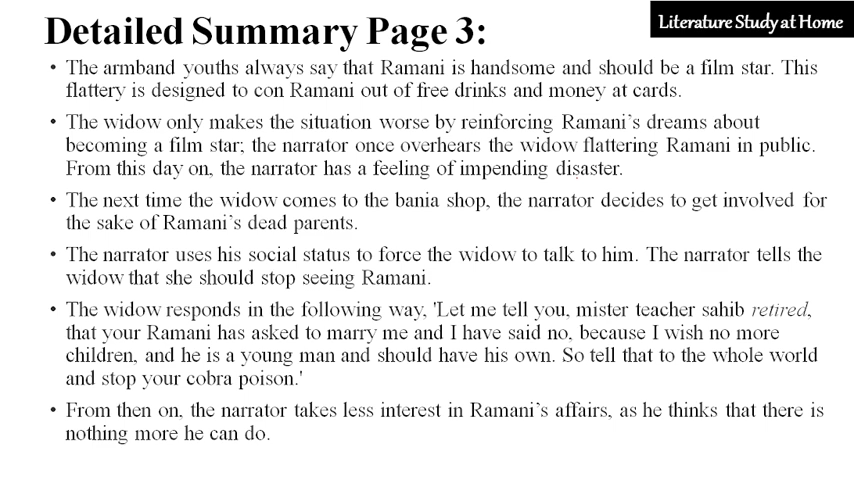 Literature Study at Home
Detailed Summary Page 3:
• The armband youths always say that Ramani is handsome and should be a film star. This
flattery is designed to con Ramani out of free drinks and money at cards.
• The widow only makes the situation worse by reinforcing Ramani's dreams about
becoming a film star; the narrator once overhears the widow flattering Ramani in public.
From this day on, the narrator has a feeling of impending disaster.
• The next time the widow comes to the bania shop, the narrator decides to get involved for
the sake of Ramani's dead parents.
• The narrator uses his social status to force the widow to talk to him. The narrator tells the
widow that she should stop seeing Ramani.
• The widow responds in the following way, 'Let me tell you, mister teacher sahib retired,
that your Ramani has asked to marry me and I have said no, because I wish no more
children, and he is a young man and should have his own. So tell that to the whole world
and stop your cobra poison.'
• From then on, the narrator takes less interest in Ramani's affairs, as he thinks that there is
nothing more he can do.